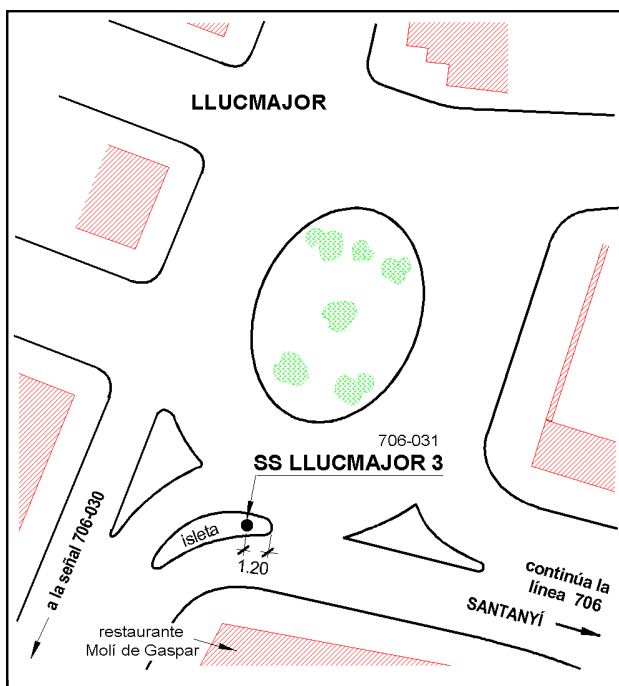 LLUCMAJOR
706-031
SS LLUCMAJOR 3
a la señal 706-030
isleta
1.20
continúa la
línea 706
SANTANYÍ
restaurante
Molí de Gaspar